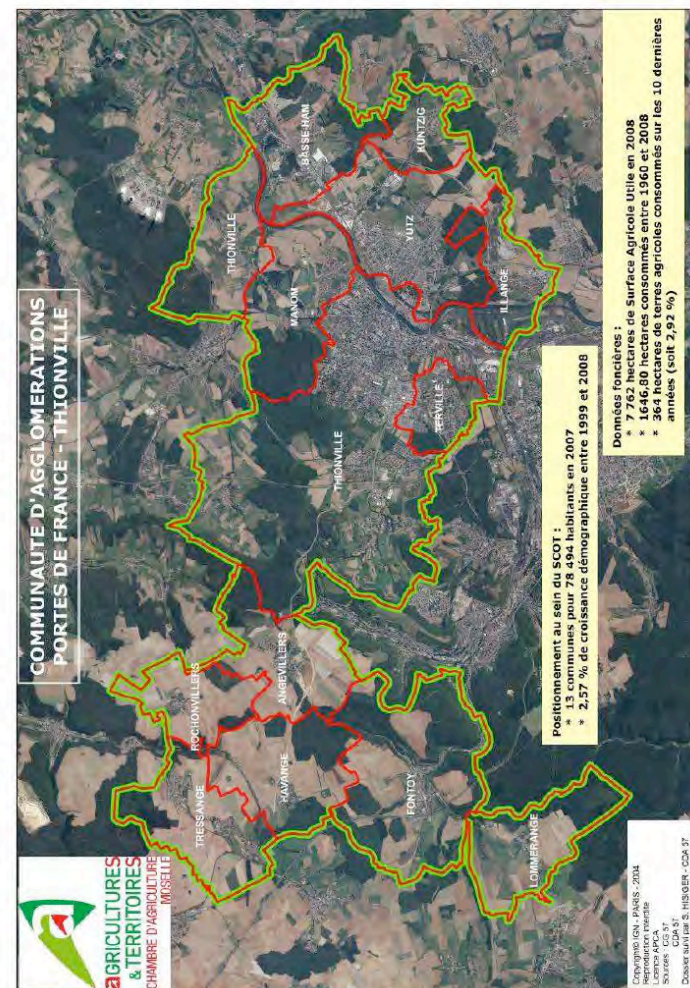 COMMUNAUTE D'AGGLOMERATIONS
PORTES DE FRANCE - THIONVILLE
aGRICULTURES
& TERRITOIRES
CHAMBRE D'AGRICULTURE
MOSELLE
TRESSANGE
ROCHONVILLERS
HAVANGE
ANGEVILLERS
FONTOY
LOMMERANGE
THIONVILLE
TERVILLE
MANOM
THIONVILLE
BASSE-HAM
YUTZ
KUNTZIG
ILLANGE
Positionnement au sein du SCOT :
* 13 communes pour 78 494 habitants en 2007
* 2,57 % de croissance démographique entre 1999 et 2008
Données foncières :
* 7 762 hectares de Surface Agricole Utile en 2008
* 1646,80 hectares consommés entre 1960 et 2008
* 364 hectares de terres agricoles consommés sur les 10 dernières
années (soit 2,92 %)
Copyright© IGN - PARIS - 2004
Reproduction interdite
Licence APCA
Sources : CG 57
CDA 57
Dossier suivi par S. HISIGER - CDA 57